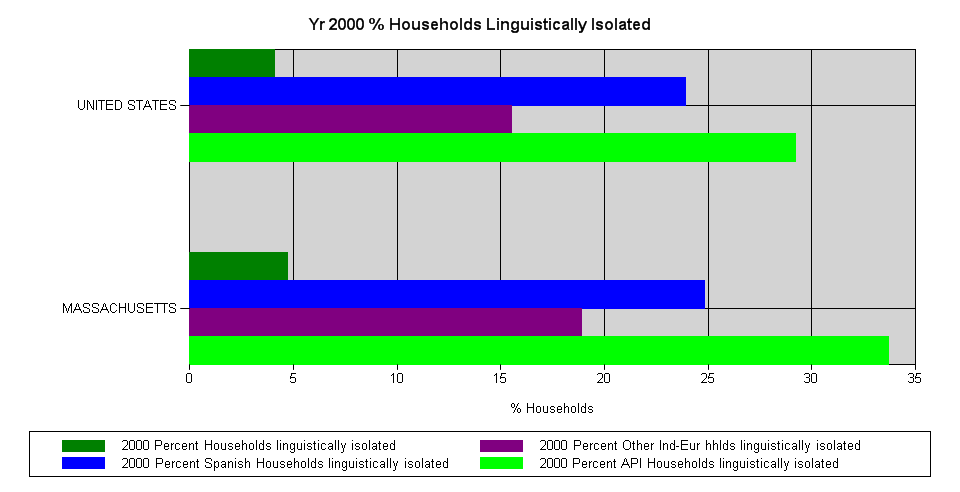 Yr 2000 % Households Linguistically Isolated
UNITED STATES
MASSACHUSETTS
0 5 10 15 20 25 30 35
% Households
2000 Percent Households linguistically isolated
2000 Percent Other Ind-Eur hhlds linguistically isolated
2000 Percent Spanish Households linguistically isolated
2000 Percent API Households linguistically isolated